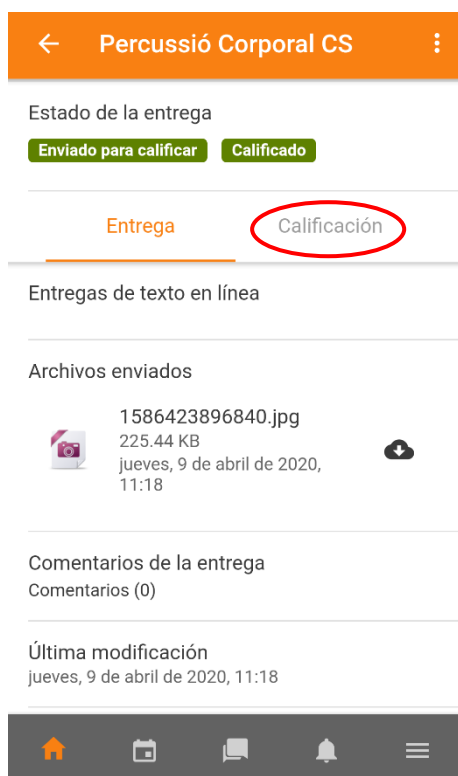 Percussió Corporal CS
Estado de la entrega
Enviado para calificar Calificado
Entrega Calificación
Entregas de texto en línea
Archivos enviados
1586423896840.jpg
225.44 KB
jueves, 9 de abril de 2020,
11:18
Comentarios de la entrega
Comentarios (0)
Última modificación
jueves, 9 de abril de 2020, 11:18